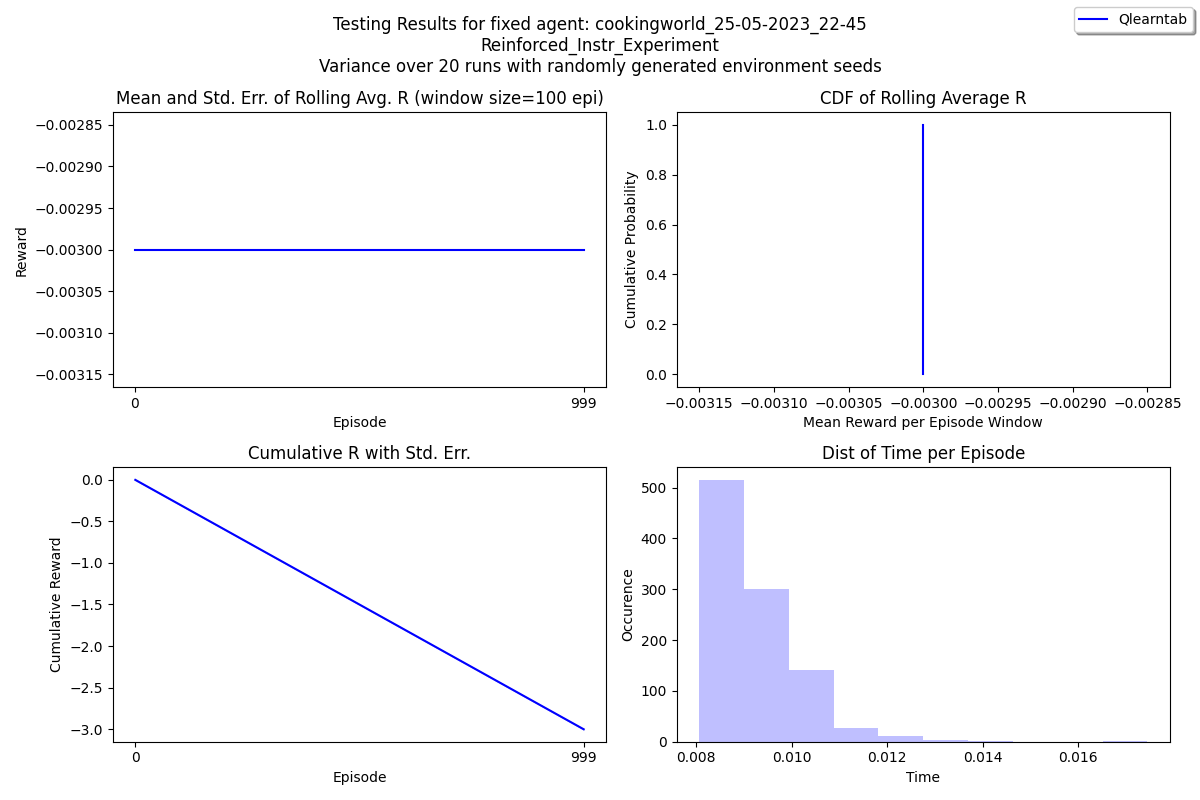 Testing Results for fixed agent: cookingworld_25-05-2023_22-45
Reinforced_Instr_Experiment
Variance over 20 runs with randomly generated environment seeds
Qlearntab
Mean and Std. Err. of Rolling Avg. R (window size=100 epi)
Reward
−0.00285
−0.00290
−0.00295
−0.00300
−0.00305
−0.00310
−0.00315
0 999
Episode
CDF of Rolling Average R
Cumulative Probability
1.0
0.8
0.6
0.4
0.2
0.0
−0.00315 −0.00310 −0.00305 −0.00300 −0.00295 −0.00290 −0.00285
Mean Reward per Episode Window
Cumulative R with Std. Err.
Cumulative Reward
0.0
−0.5
−1.0
−1.5
−2.0
−2.5
−3.0
0 999
Episode
Dist of Time per Episode
Occurence
500
400
300
200
100
0
0.008 0.010 0.012 0.014 0.016
Time